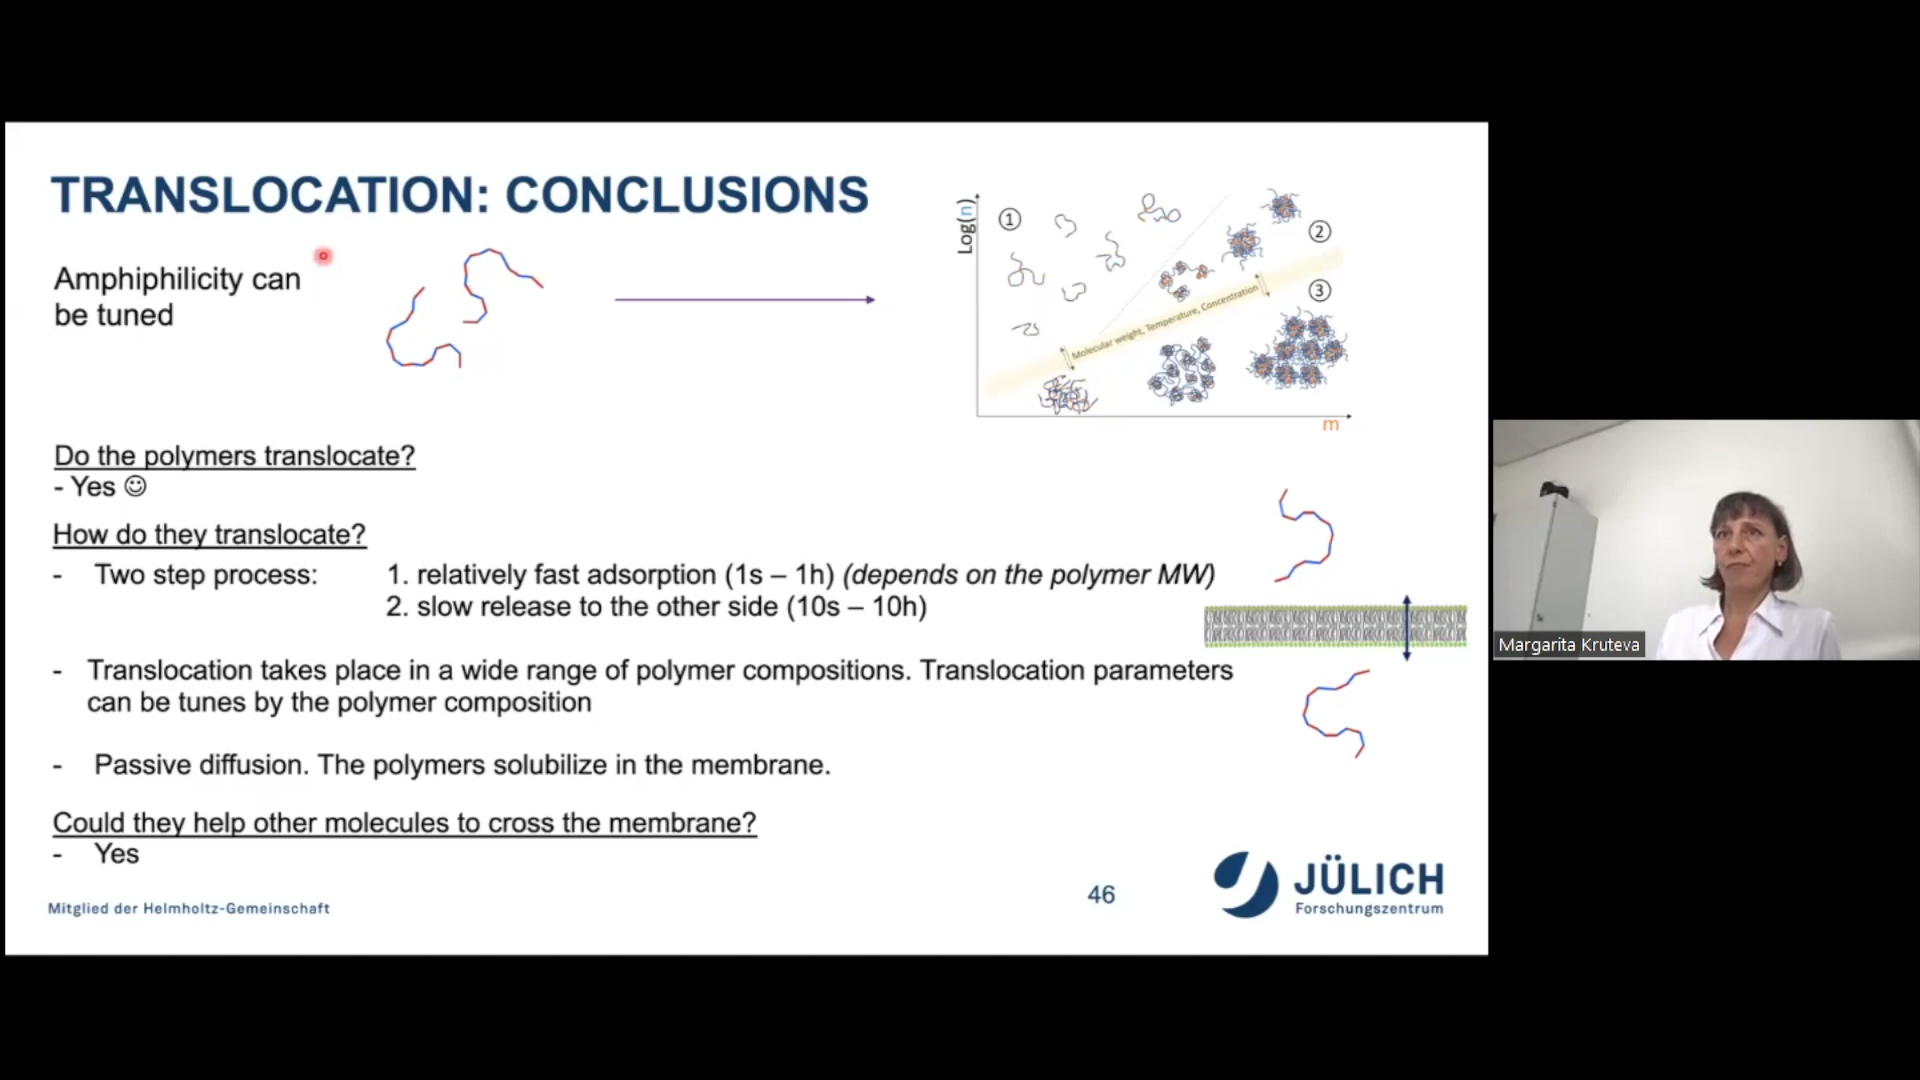 TRANSLOCATION: CONCLUSIONS
Amphiphilicity can
be tuned
Log(n)
①
②
③
Molecular weight, Temperature, Concentration
m
Do the polymers translocate?
- Yes ☺
How do they translocate?
- Two step process: 1. relatively fast adsorption (1s – 1h) (depends on the polymer MW)
2. slow release to the other side (10s – 10h)
- Translocation takes place in a wide range of polymer compositions. Translocation parameters
can be tunes by the polymer composition
- Passive diffusion. The polymers solubilize in the membrane.
Could they help other molecules to cross the membrane?
- Yes
Mitglied der Helmholtz-Gemeinschaft
46
JÜLICH
Forschungszentrum
Margarita Kruteva